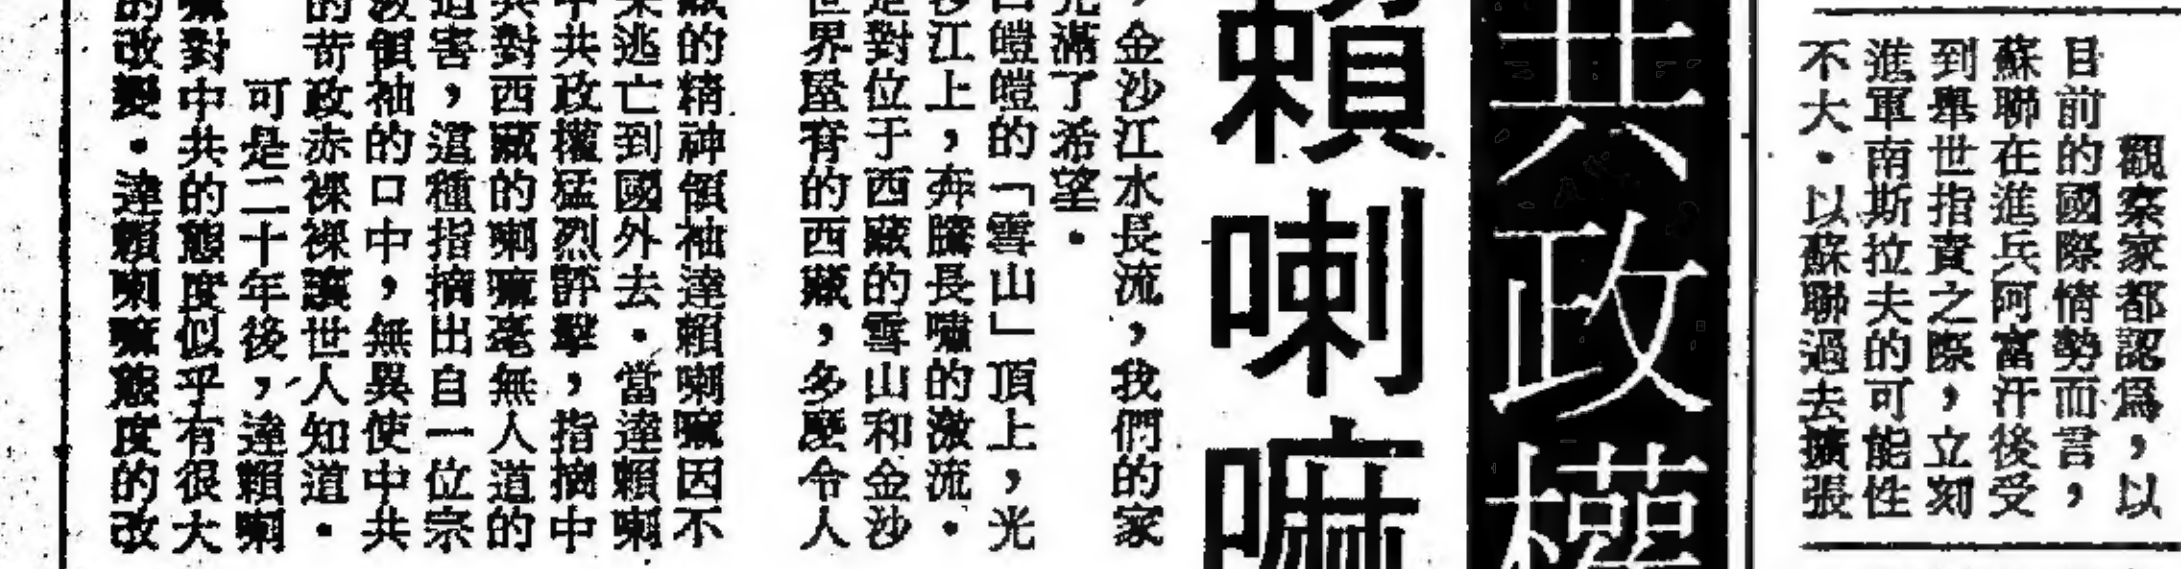 觀察家都認爲，以
目前的國際情勢而言，
蘇聯在進兵阿富汗後受
到舉世指責之際，立刻
進軍南斯拉夫的可能性
不大。以蘇聯過去擴張
共政權
賴喇嘛
，金沙江水長流，我們的家
充滿了希望。
皚皚的「雪山」頂上，光
沙江上，奔騰長嘯的激流。
是對位于西藏的雪山和金沙
世界屋脊的西藏，多麼令人
藏的精神領袖達賴喇嘛因不
逃亡到國外去。當達賴喇
中共政權猛烈評擊，指摘中
共對西藏的喇嘛毫無人道的
害，這種指摘出自一位宗
領袖的口中，無異使中共
的苛政赤裸裸讓世人知道。
可是二十年後，達賴喇
嘛對中共的態度似乎有很大
的改變。達賴喇嘛態度的改